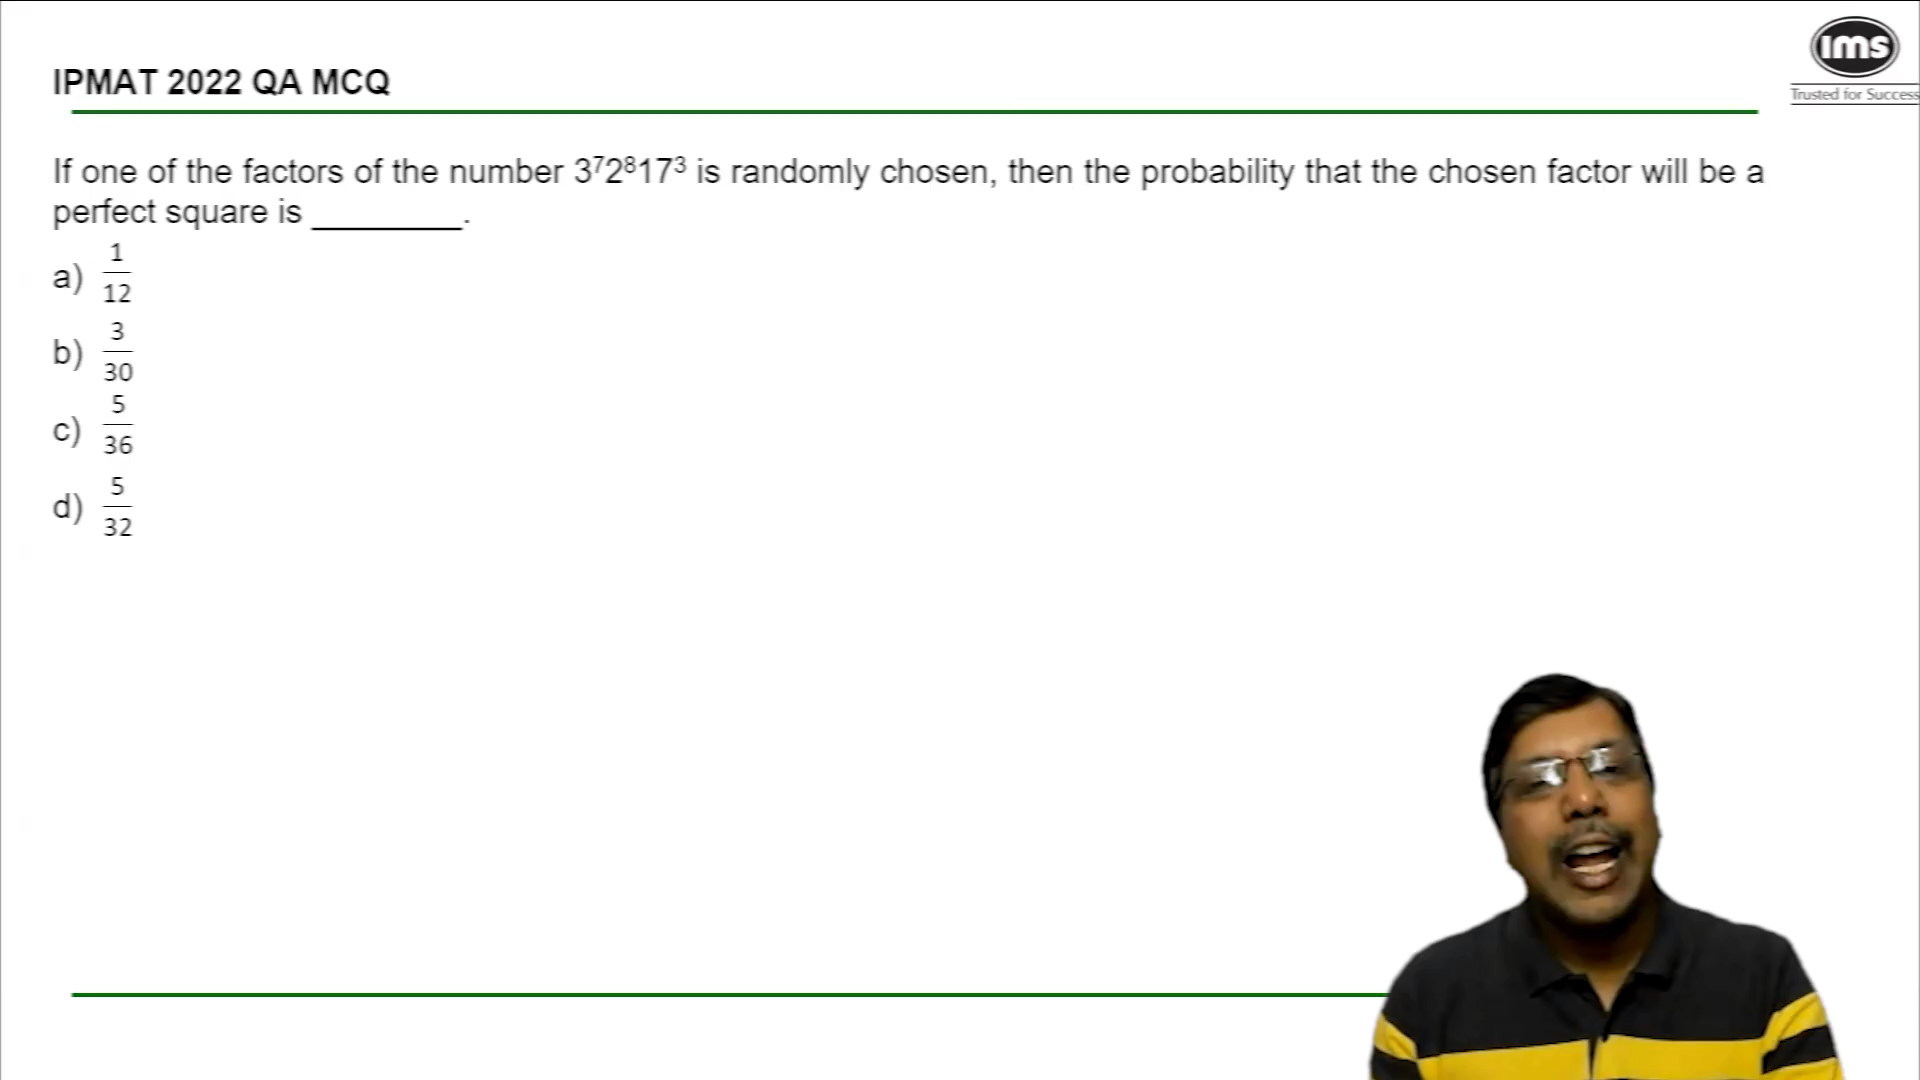 ims
Trusted for Success
IPMAT 2022 QA MCQ
If one of the factors of the number 3⁷2⁸17³ is randomly chosen, then the probability that the chosen factor will be a
perfect square is ________.
a) 1/12
b) 3/30
c) 5/36
d) 5/32